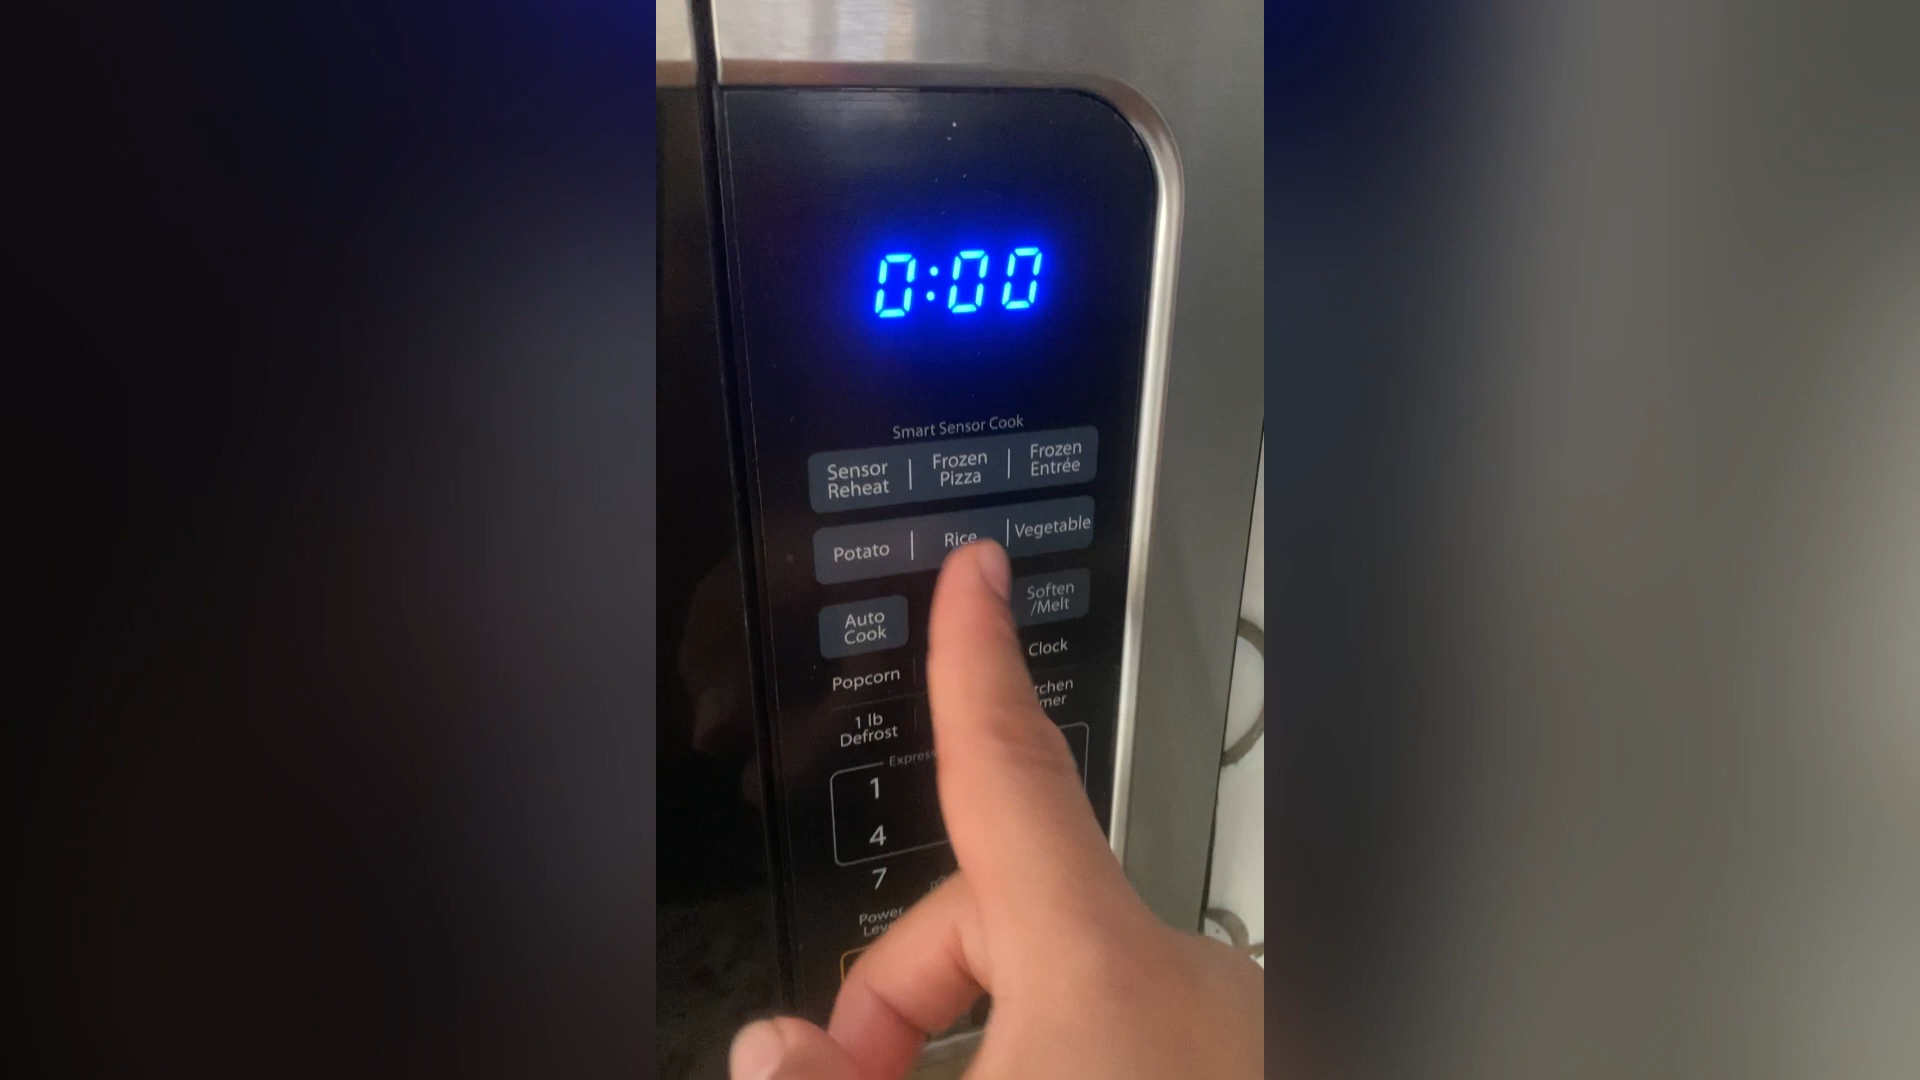 0:00
Smart Sensor Cook
Sensor
Reheat
Frozen
Pizza
Frozen
Entrée
Potato
Rice
Vegetable
Auto
Cook
Soften
/Melt
Popcorn
Clock
1 lb
Defrost
1
4
7
Power